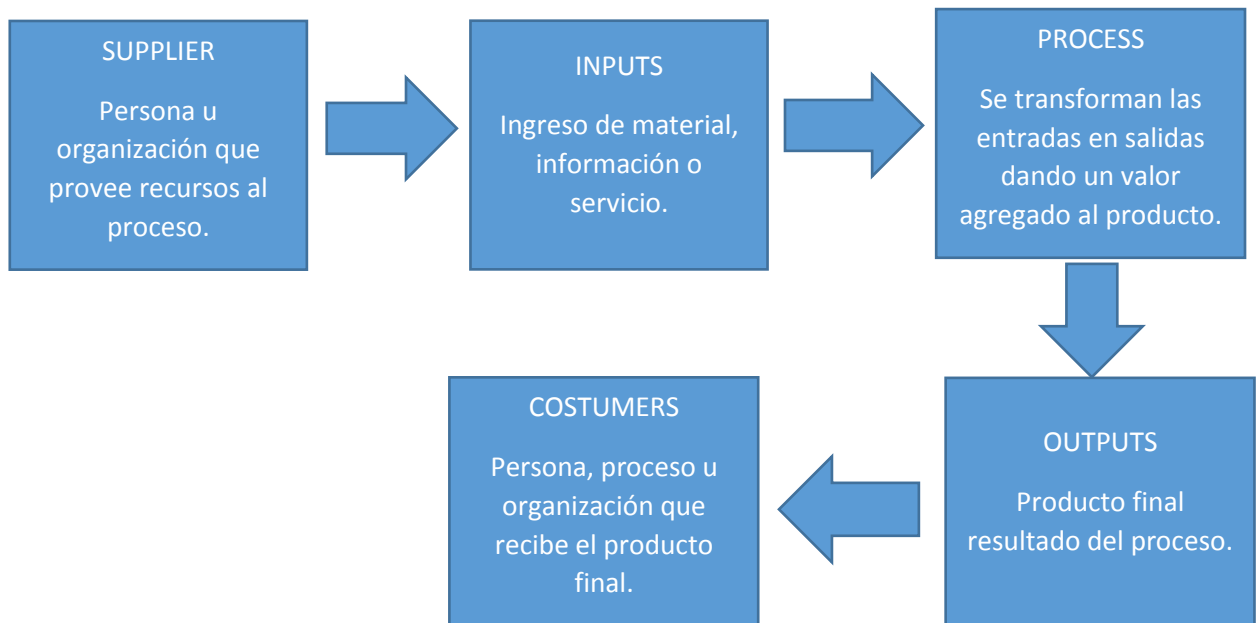 SUPPLIER
Persona u
organización que
provee recursos al
proceso.
INPUTS
Ingreso de material,
información o
servicio.
PROCESS
Se transforman las
entradas en salidas
dando un valor
agregado al producto.
OUTPUTS
Producto final
resultado del proceso.
COSTUMERS
Persona, proceso u
organización que
recibe el producto
final.